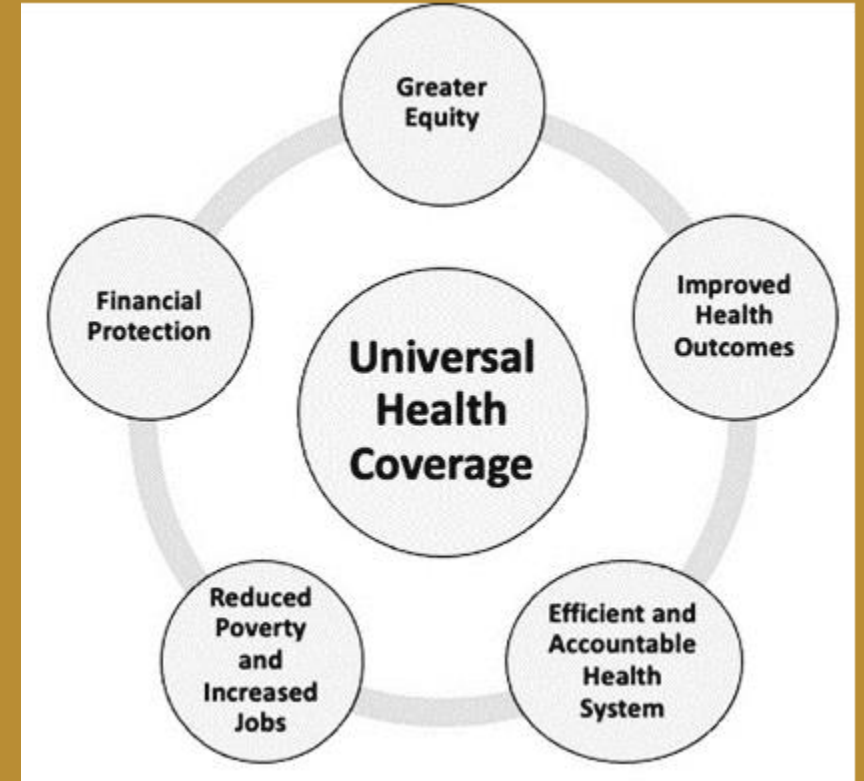 Greater
Equity
Improved
Health
Outcomes
Efficient and
Accountable
Health
System
Reduced
Poverty
and
Increased
Jobs
Financial
Protection
Universal
Health
Coverage